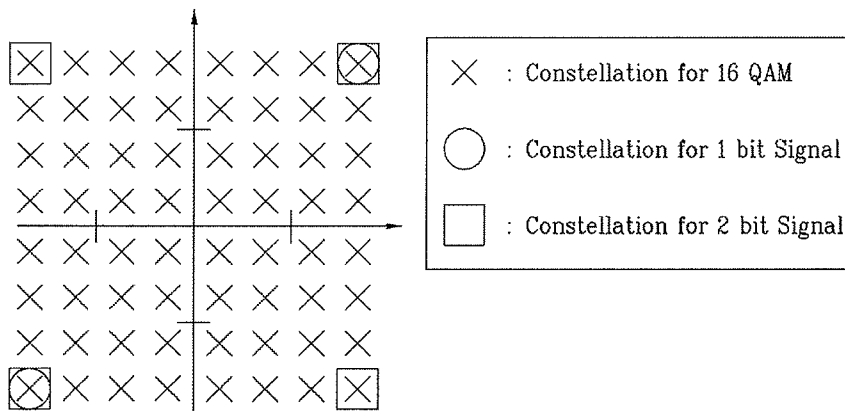 : Constellation for 16 QAM
: Constellation for 1 bit Signal
: Constellation for 2 bit Signal